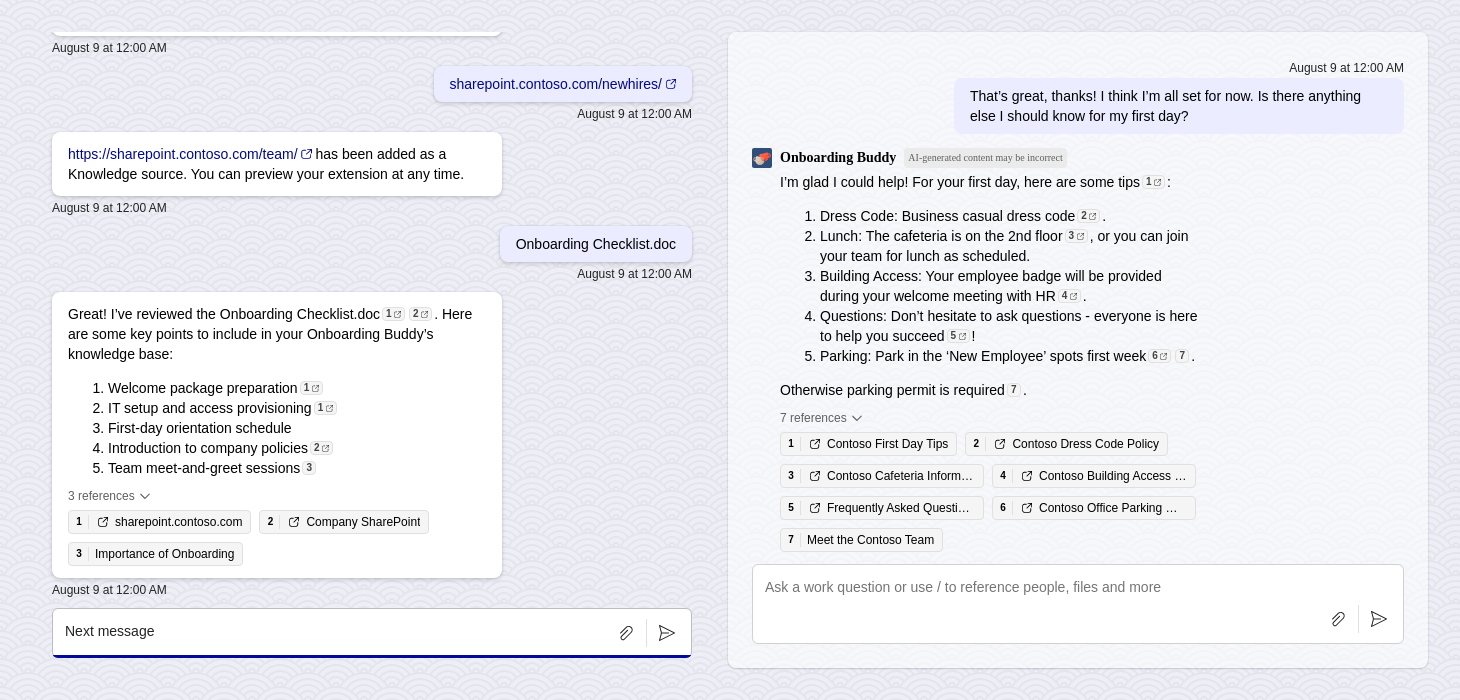 August 9 at 12:00 AM
sharepoint.contoso.com/newhires/
August 9 at 12:00 AM
https://sharepoint.contoso.com/team/ has been added as a
Knowledge source. You can preview your extension at any time.
August 9 at 12:00 AM
Onboarding Checklist.doc
August 9 at 12:00 AM
Great! I’ve reviewed the Onboarding Checklist.doc 1 2 . Here
are some key points to include in your Onboarding Buddy’s
knowledge base:
1. Welcome package preparation 1
2. IT setup and access provisioning 1
3. First-day orientation schedule
4. Introduction to company policies 2
5. Team meet-and-greet sessions 3
3 references
1 sharepoint.contoso.com 2 Company SharePoint
3 Importance of Onboarding
August 9 at 12:00 AM
Next message
August 9 at 12:00 AM
That’s great, thanks! I think I’m all set for now. Is there anything
else I should know for my first day?
Onboarding Buddy AI-generated content may be incorrect
I’m glad I could help! For your first day, here are some tips 1 :
1. Dress Code: Business casual dress code 2 .
2. Lunch: The cafeteria is on the 2nd floor 3 , or you can join
your team for lunch as scheduled.
3. Building Access: Your employee badge will be provided
during your welcome meeting with HR 4 .
4. Questions: Don’t hesitate to ask questions - everyone is here
to help you succeed 5 !
5. Parking: Park in the ‘New Employee’ spots first week 6 7 .
Otherwise parking permit is required 7 .
7 references
1 Contoso First Day Tips 2 Contoso Dress Code Policy
3 Contoso Cafeteria Inform… 4 Contoso Building Access …
5 Frequently Asked Questi… 6 Contoso Office Parking …
7 Meet the Contoso Team
Ask a work question or use / to reference people, files and more